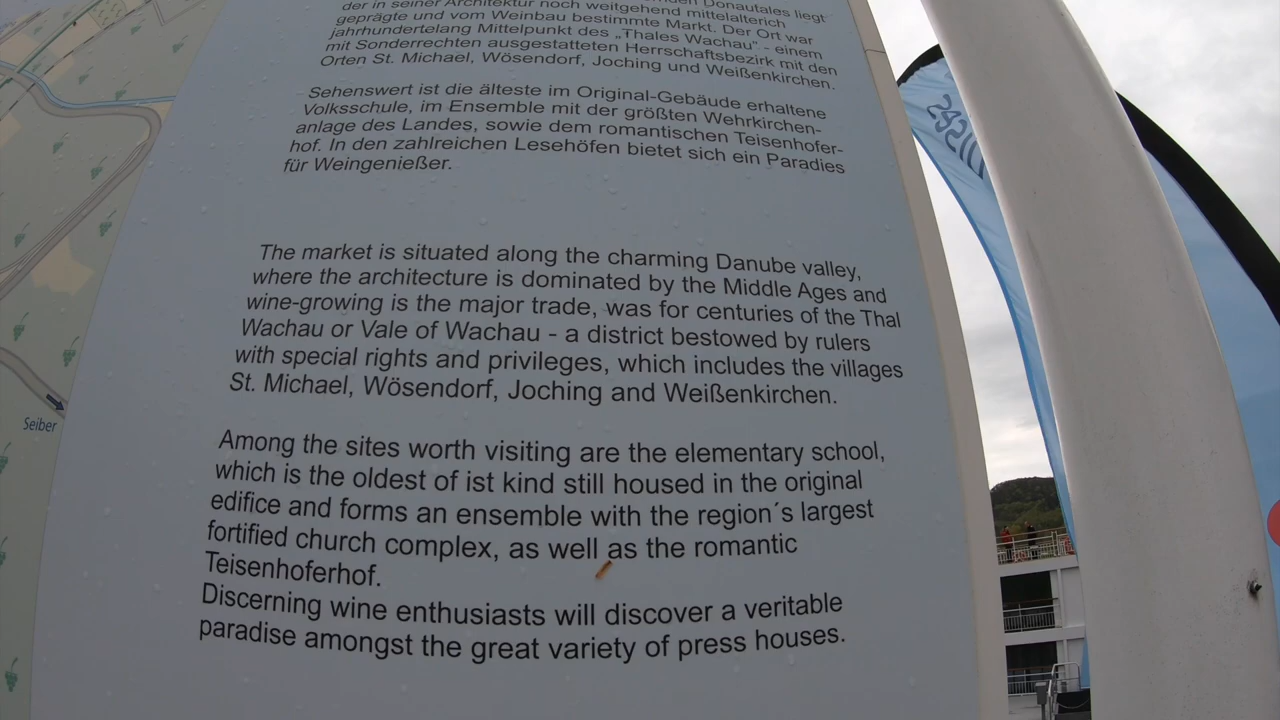 Donautales liegt
der in seiner Architektur noch weitgehend mittelalterlich
geprägte und vom Weinbau bestimmte Markt. Der Ort war
jahrhundertelang Mittelpunkt des „Thales Wachau" - einem
mit Sonderrechten ausgestatteten Herrschaftsbezirk mit den
Orten St. Michael, Wösendorf, Joching und Weißenkirchen.
Sehenswert ist die älteste im Original-Gebäude erhaltene
Volksschule, im Ensemble mit der größten Wehrkirchen-
anlage des Landes, sowie dem romantischen Teisenhofer-
hof. In den zahlreichen Lesehöfen bietet sich ein Paradies
für Weingenießer.
The market is situated along the charming Danube valley,
where the architecture is dominated by the Middle Ages and
wine-growing is the major trade, was for centuries of the Thal
Wachau or Vale of Wachau - a district bestowed by rulers
with special rights and privileges, which includes the villages
St. Michael, Wösendorf, Joching and Weißenkirchen.
Among the sites worth visiting are the elementary school,
which is the oldest of ist kind still housed in the original
edifice and forms an ensemble with the region´s largest
fortified church complex, as well as the romantic
Teisenhoferhof.
Discerning wine enthusiasts will discover a veritable
paradise amongst the great variety of press houses.
Seiber